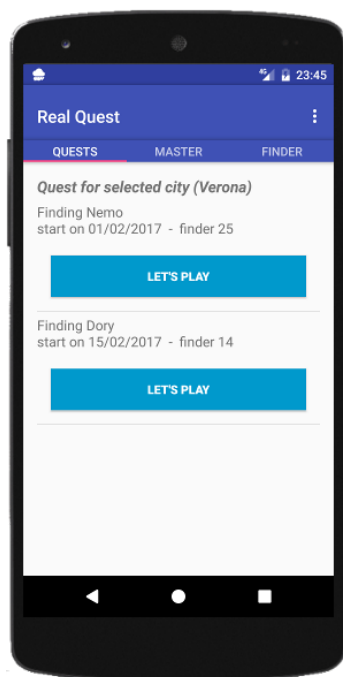 4G 23:45
Real Quest
QUESTS MASTER FINDER
Quest for selected city (Verona)
Finding Nemo
start on 01/02/2017 - finder 25
LET'S PLAY
Finding Dory
start on 15/02/2017 - finder 14
LET'S PLAY